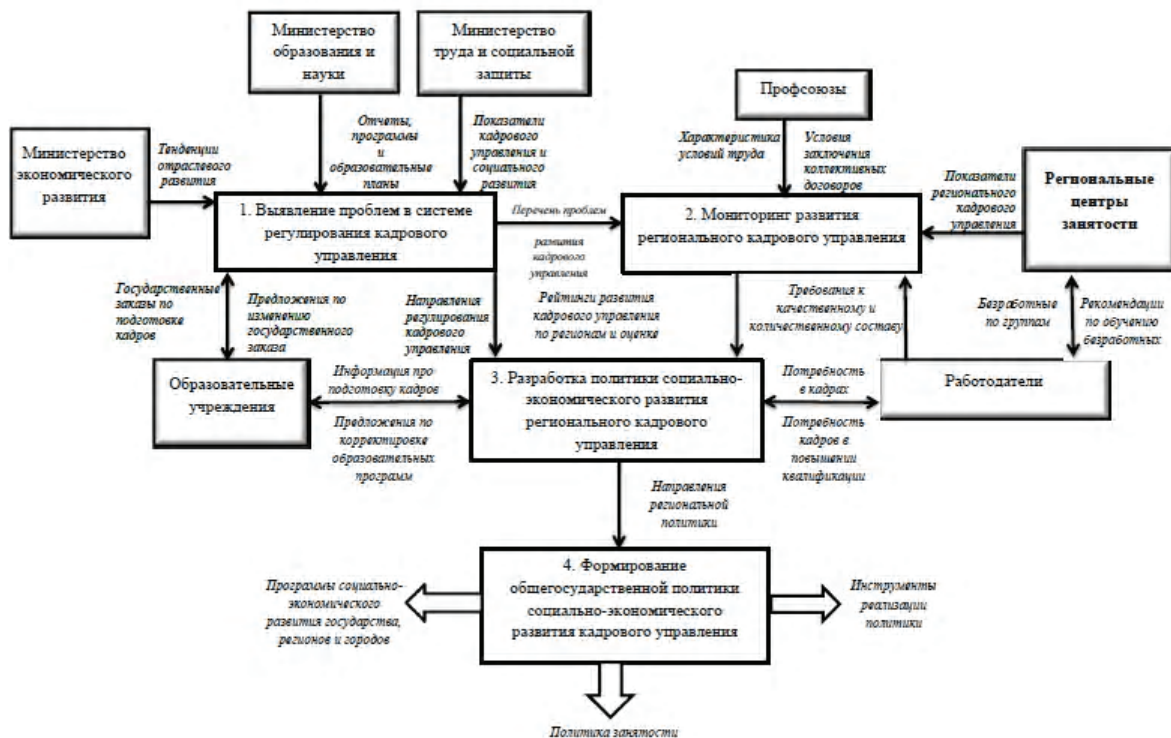 Министерство
образования и
науки
Министерство
труда и социальной
защиты
Профсоюзы
Министерство
экономического
развития
Тенденции
отраслевого
развития
Отчеты,
программы
и
образовательные
планы
Показатели
кадрового
управления и
социального
развития
Характеристика
условий труда
Условия
заключения
коллективных
договоров
Показатели
регионального
кадрового
управления
Региональные
центры
занятости
1. Выявление проблем в системе
регулирования кадрового
управления
Перечень проблем
развития
кадрового
управления
2. Мониторинг развития
регионального кадрового управления
Государственные
заказы по
подготовке
кадров
Предложения по
изменению
государственного
заказа
Направления
регулирования
кадрового
управления
Рейтинги развития
кадрового управления
по регионам и оценке
Требования к
качественному и
количественному составу
Безработные
по группам
Рекомендации
по обучению
безработных
Образовательные
учреждения
Информация про
подготовку кадров
Предложения по
корректировке
образовательных
программ
3. Разработка политики социально-
экономического развития
регионального кадрового
управления
Потребность
в кадрах
Потребность
кадров в
повышении
квалификации
Работодатели
Направления
региональной
политики
Программы социально-
экономического
развития государства,
регионов и городов
4. Формирование
общегосударственной политики
социально-экономического
развития кадрового управления
Инструменты
реализации
политики
Политика занятости